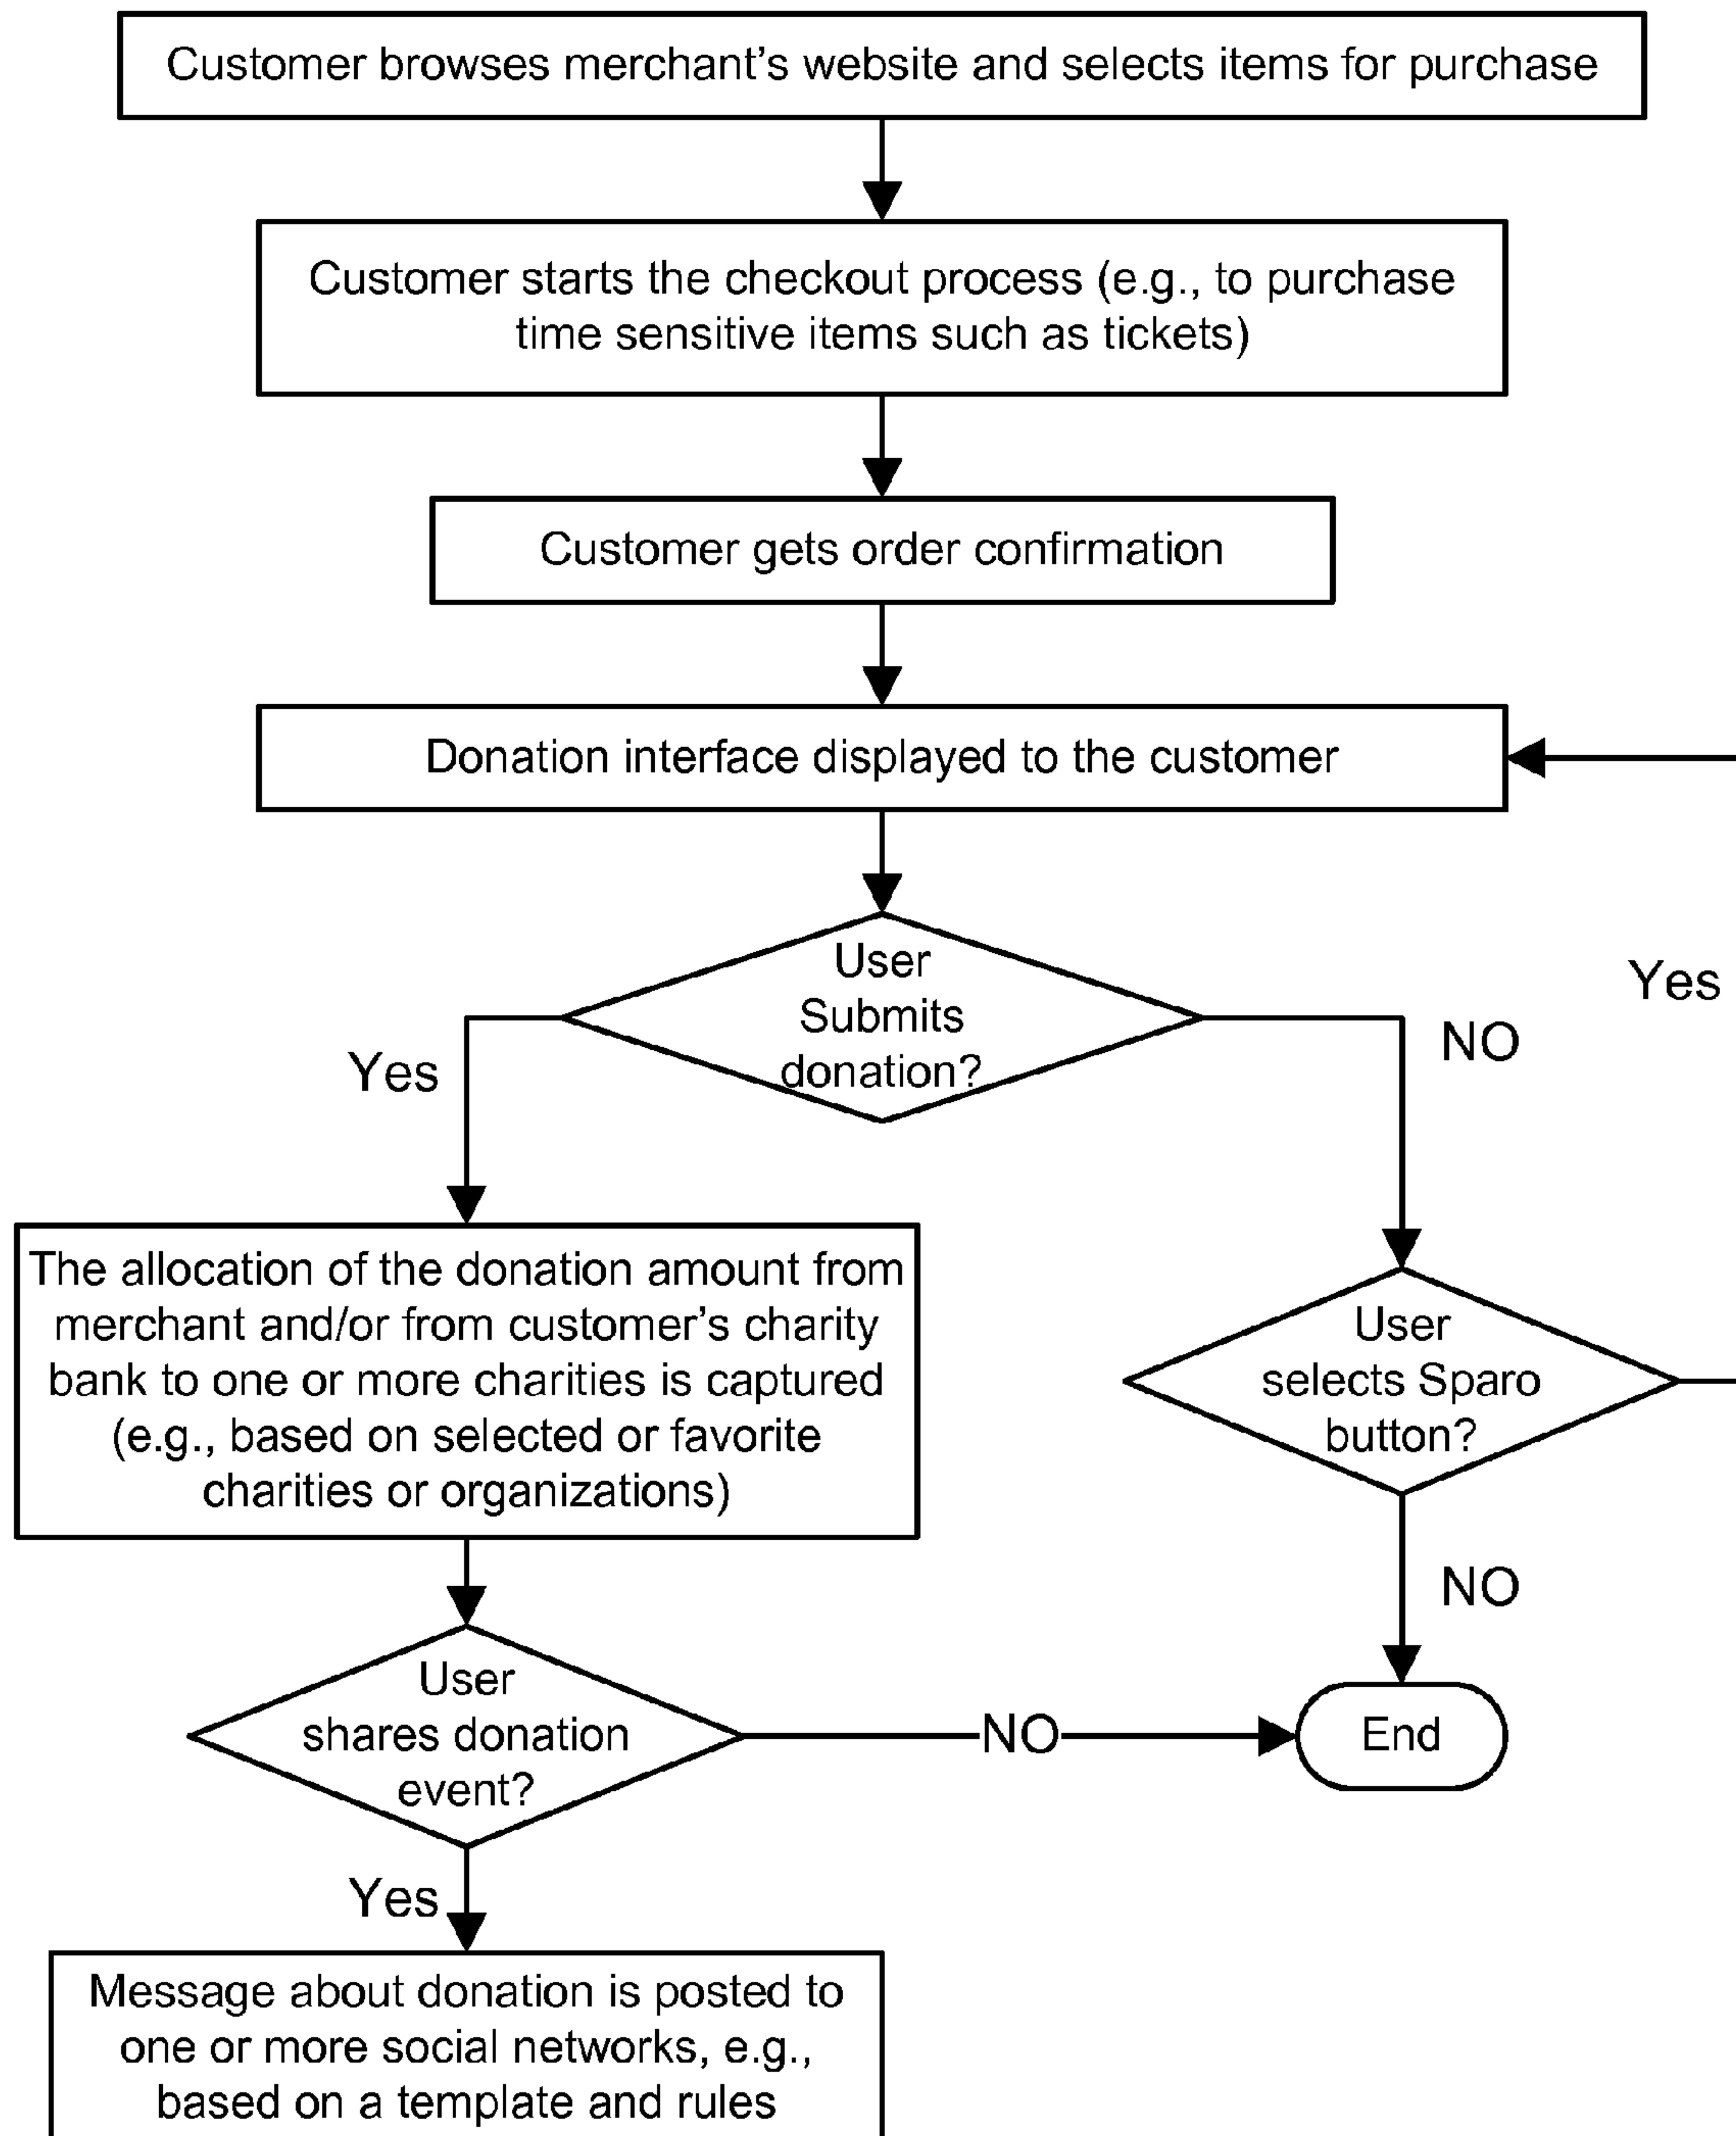 Customer browses merchant's website and selects items for purchase
Customer starts the checkout process (e.g., to purchase
time sensitive items such as tickets)
Customer gets order confirmation
Donation interface displayed to the customer
User
Submits
donation?
Yes
NO
Yes
The allocation of the donation amount from
merchant and/or from customer's charity
bank to one or more charities is captured
(e.g., based on selected or favorite
charities or organizations)
User
selects Sparo
button?
NO
User
shares donation
event?
NO
End
Yes
Message about donation is posted to
one or more social networks, e.g.,
based on a template and rules